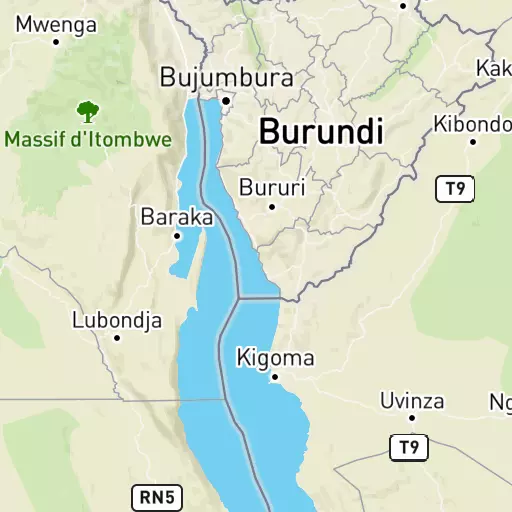 Mwenga
Kak
Bujumbura
Massif d'Itombwe
Burundi
Kibondo
Bururi
T9
Baraka
Lubondja
Kigoma
Uvinza
Ng
T9
RN5